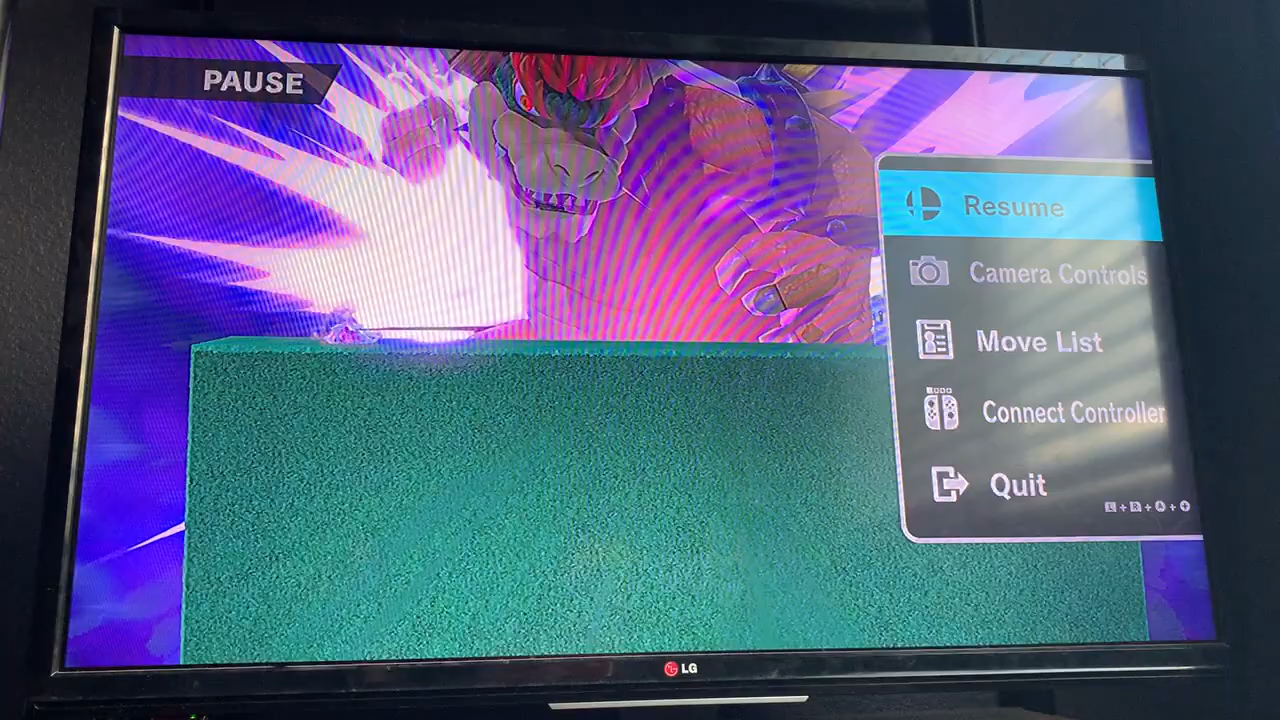 PAUSE
Resume
Camera Controls
Move List
Connect Controller
Quit
L+R+A++
LG